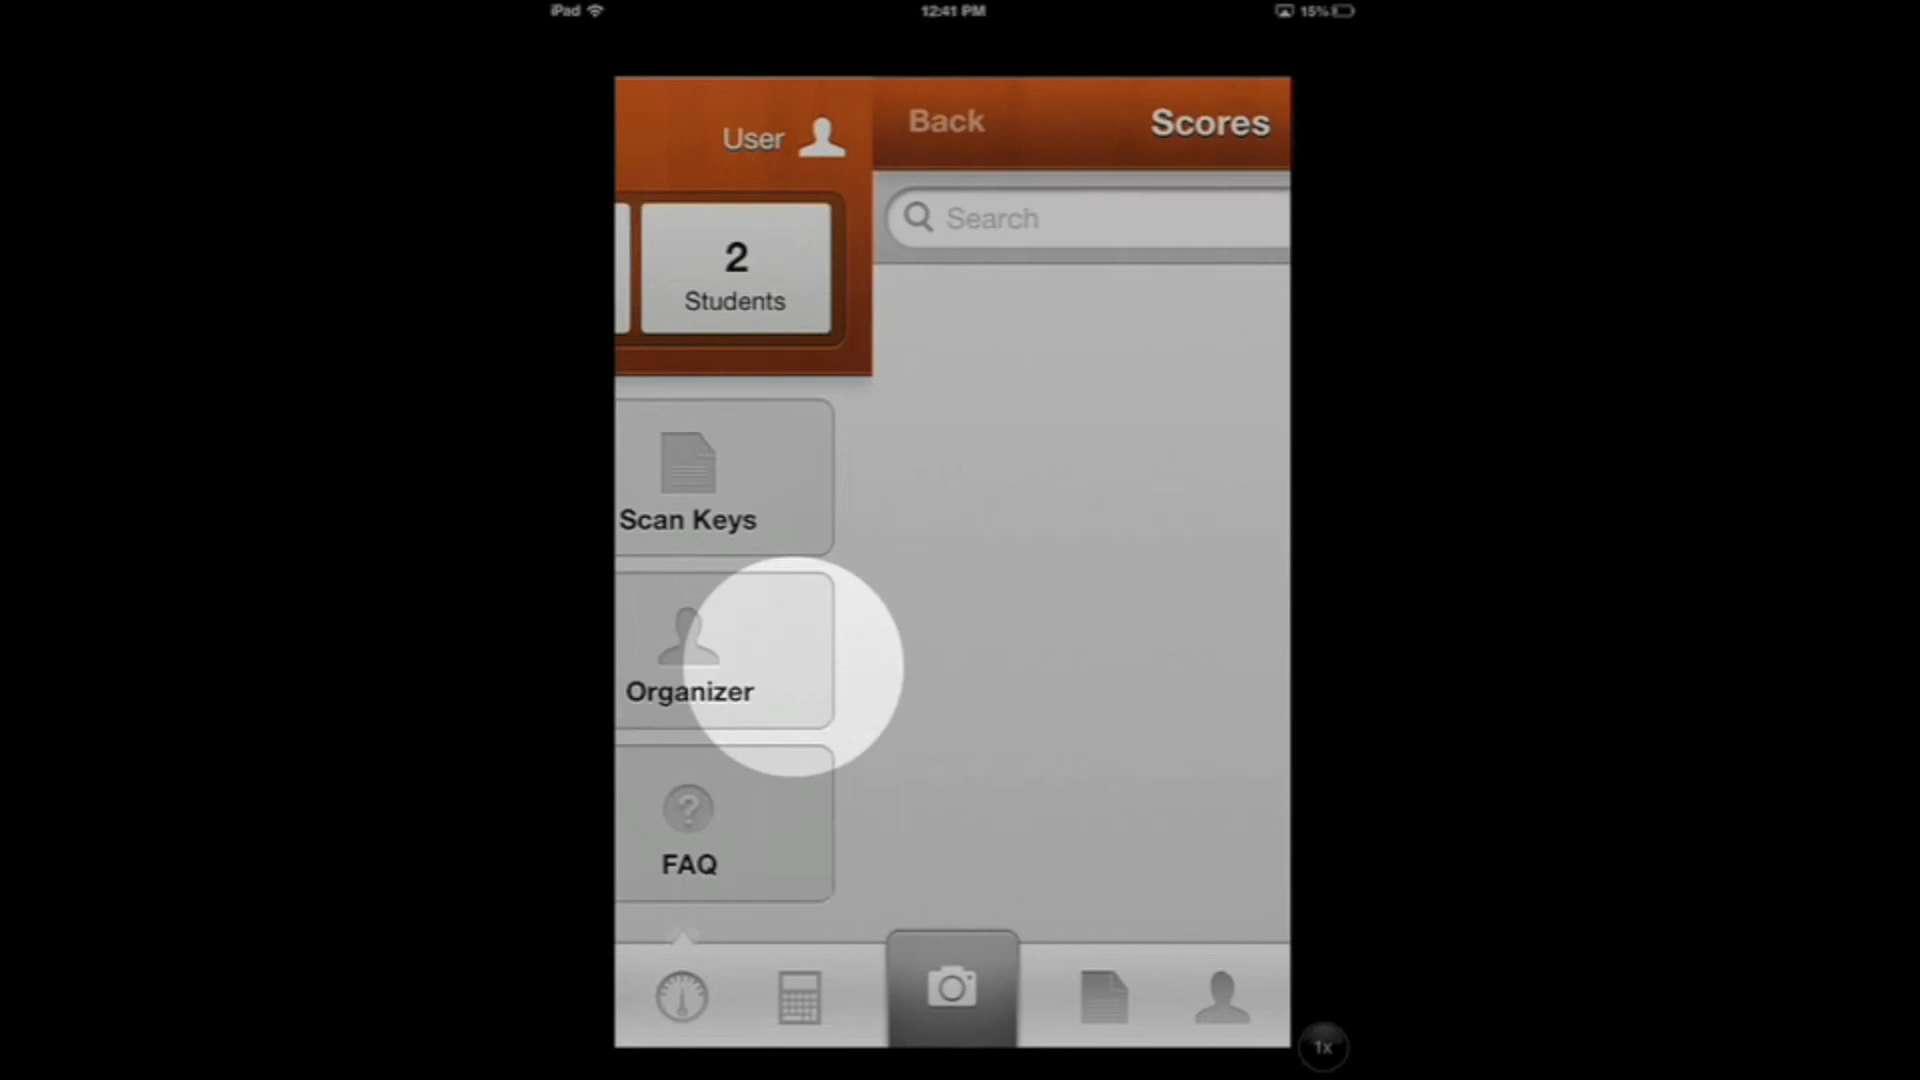 iPad 12:41 PM 15%
User
Back Scores
Search
2
Students
Scan Keys
Organizer
FAQ
1x